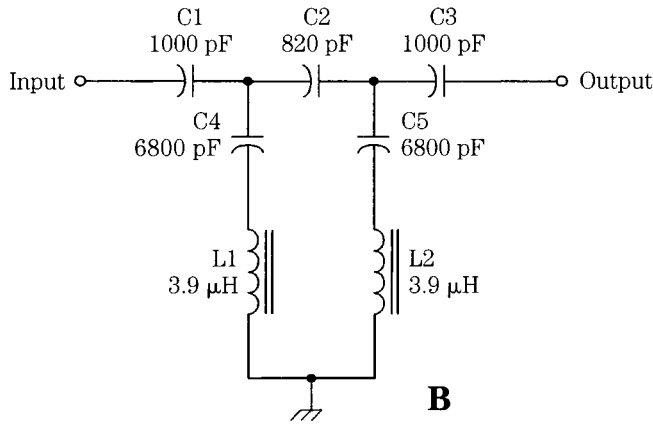 C1
1000 pF
C2
820 pF
C3
1000 pF
Input
Output
C4
6800 pF
C5
6800 pF
L1
3.9 μH
L2
3.9 μH
B